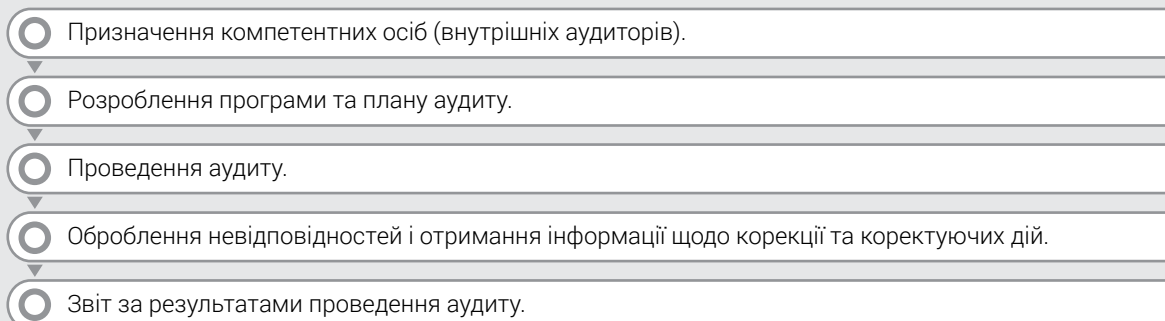 Призначення компетентних осіб (внутрішніх аудиторів).
Розроблення програми та плану аудиту.
Проведення аудиту.
Оброблення невідповідностей і отримання інформації щодо корекції та коректуючих дій.
Звіт за результатами проведення аудиту.